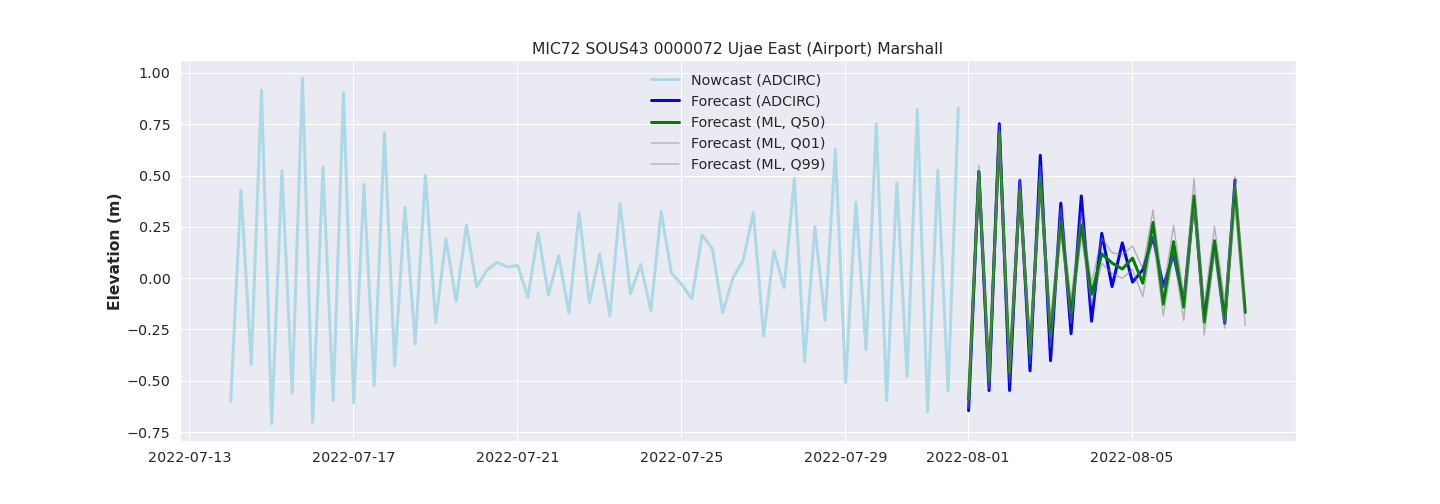 MIC72 SOUS43 0000072 Ujae East (Airport) Marshall
Elevation (m)
1.00
0.75
0.50
0.25
0.00
−0.25
−0.50
−0.75
Nowcast (ADCIRC)
Forecast (ADCIRC)
Forecast (ML, Q50)
Forecast (ML, Q01)
Forecast (ML, Q99)
2022-07-13 2022-07-17 2022-07-21 2022-07-25 2022-07-29 2022-08-01 2022-08-05